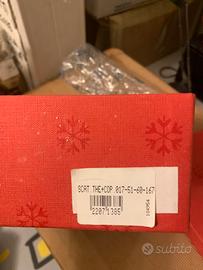 SCAT THE+COP.017-51-60-167
22071385
104954
subito